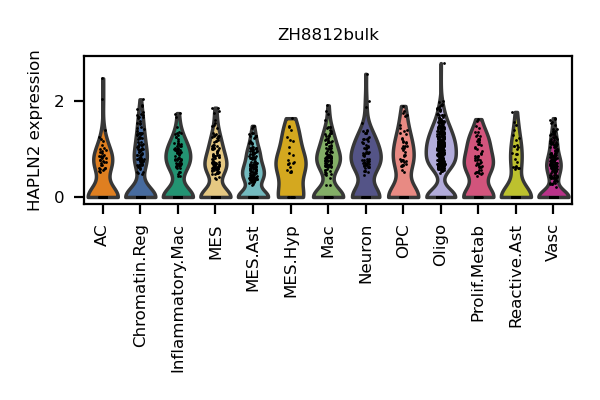 ZH8812bulk
HAPLN2 expression
2
0
AC
Chromatin.Reg
Inflammatory.Mac
MES
MES.Ast
MES.Hyp
Mac
Neuron
OPC
Oligo
Prolif.Metab
Reactive.Ast
Vasc